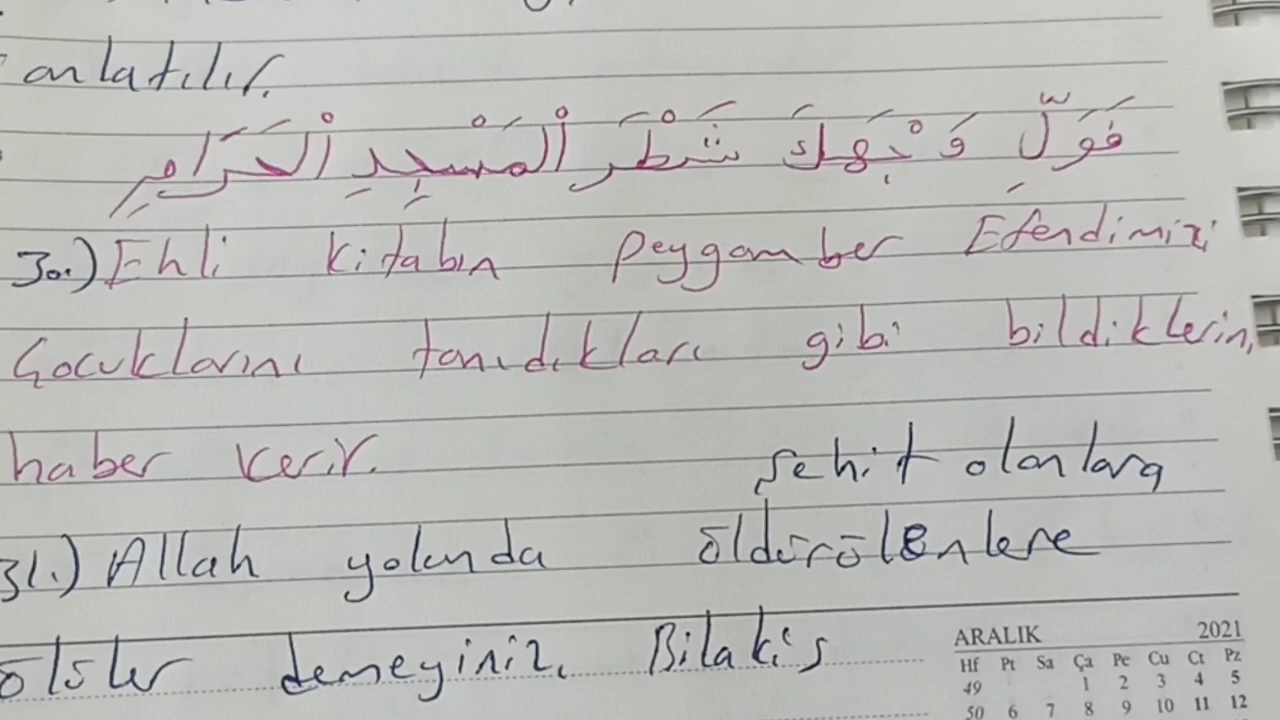 anlatılır.
فَوَلِّ وَجْهَكَ شَطْرَ الْمَسْجِدِ الْحَرَامِ
30.) Ehli kitabın peygamber Efendimizi
Çocuklarını tanıdıkları gibi bildiklerini
haber verir.
şehit olanlara
31.) Allah yolunda öldürülenlere
ölüler demeyiniz. Bilakis
ARALIK 2021
Hf Pt Sa Ça Pe Cu Ct Pz
49 1 2 3 4 5
50 6 7 8 9 10 11 12